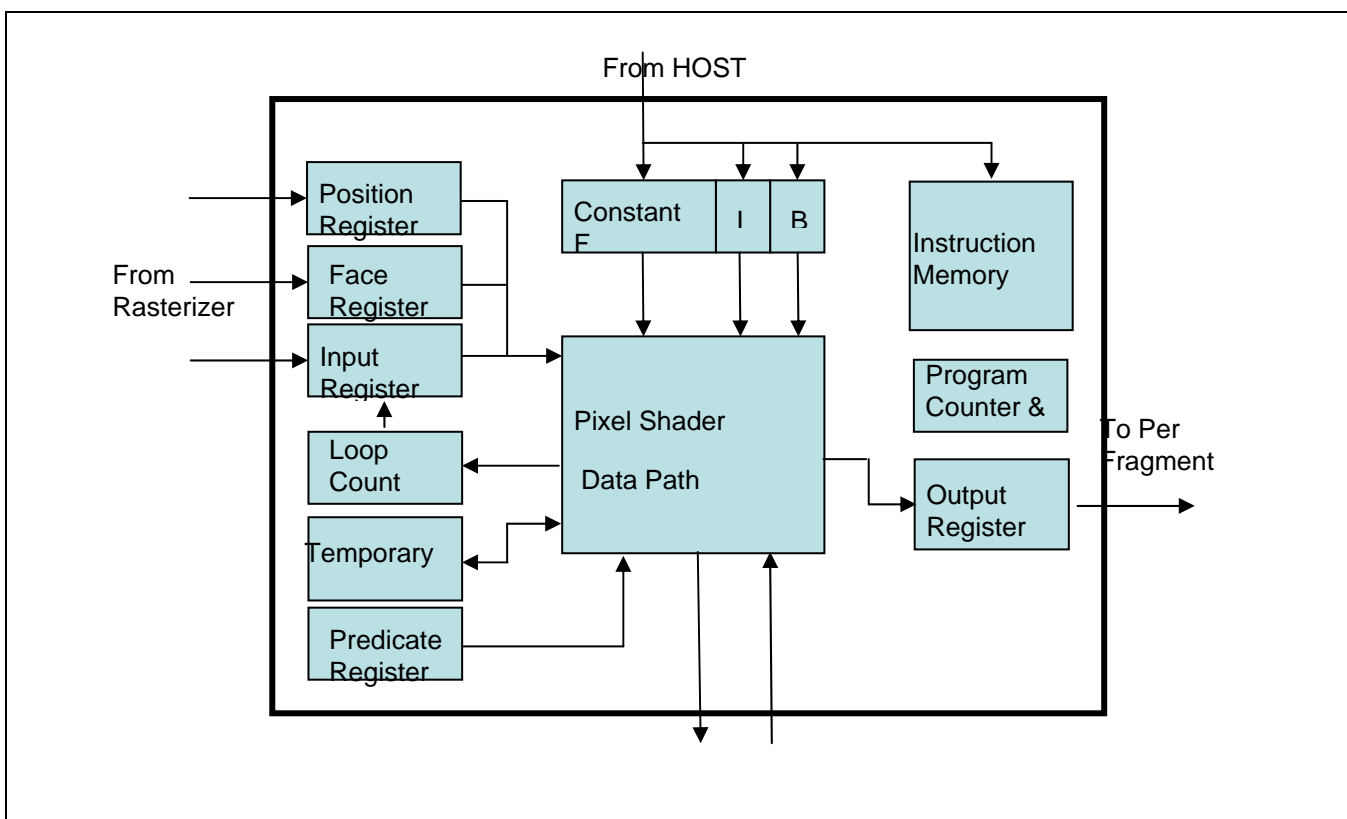 From HOST
Position
Register
Constant
F
I
B
Instruction
Memory
From
Rasterizer
Face
Register
Input
Register
Program
Counter &
Pixel Shader
Data Path
To Per
Fragment
Loop
Count
Output
Register
Temporary
Predicate
Register